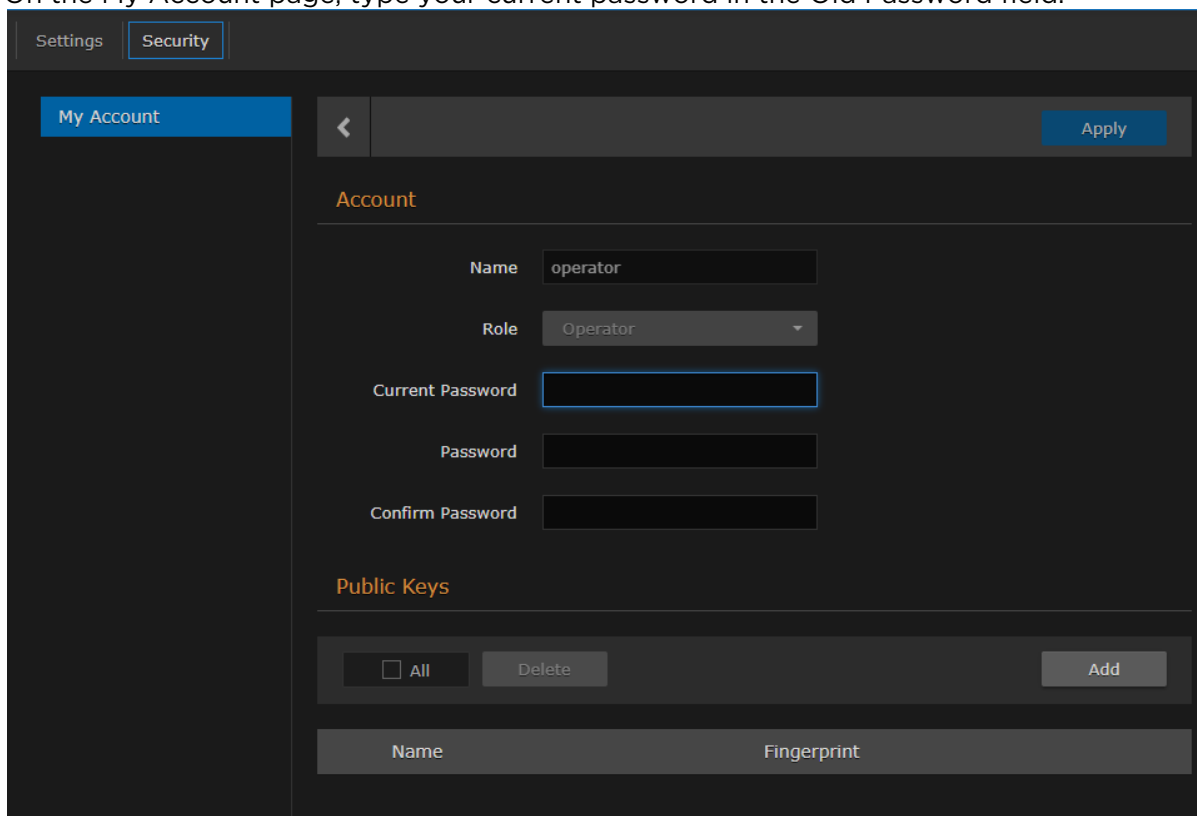 On the My Account page, type your current password in the Old Password field.
Settings Security
My Account
Apply
Account
Name operator
Role Operator
Current Password
Password
Confirm Password
Public Keys
All Delete Add
Name Fingerprint